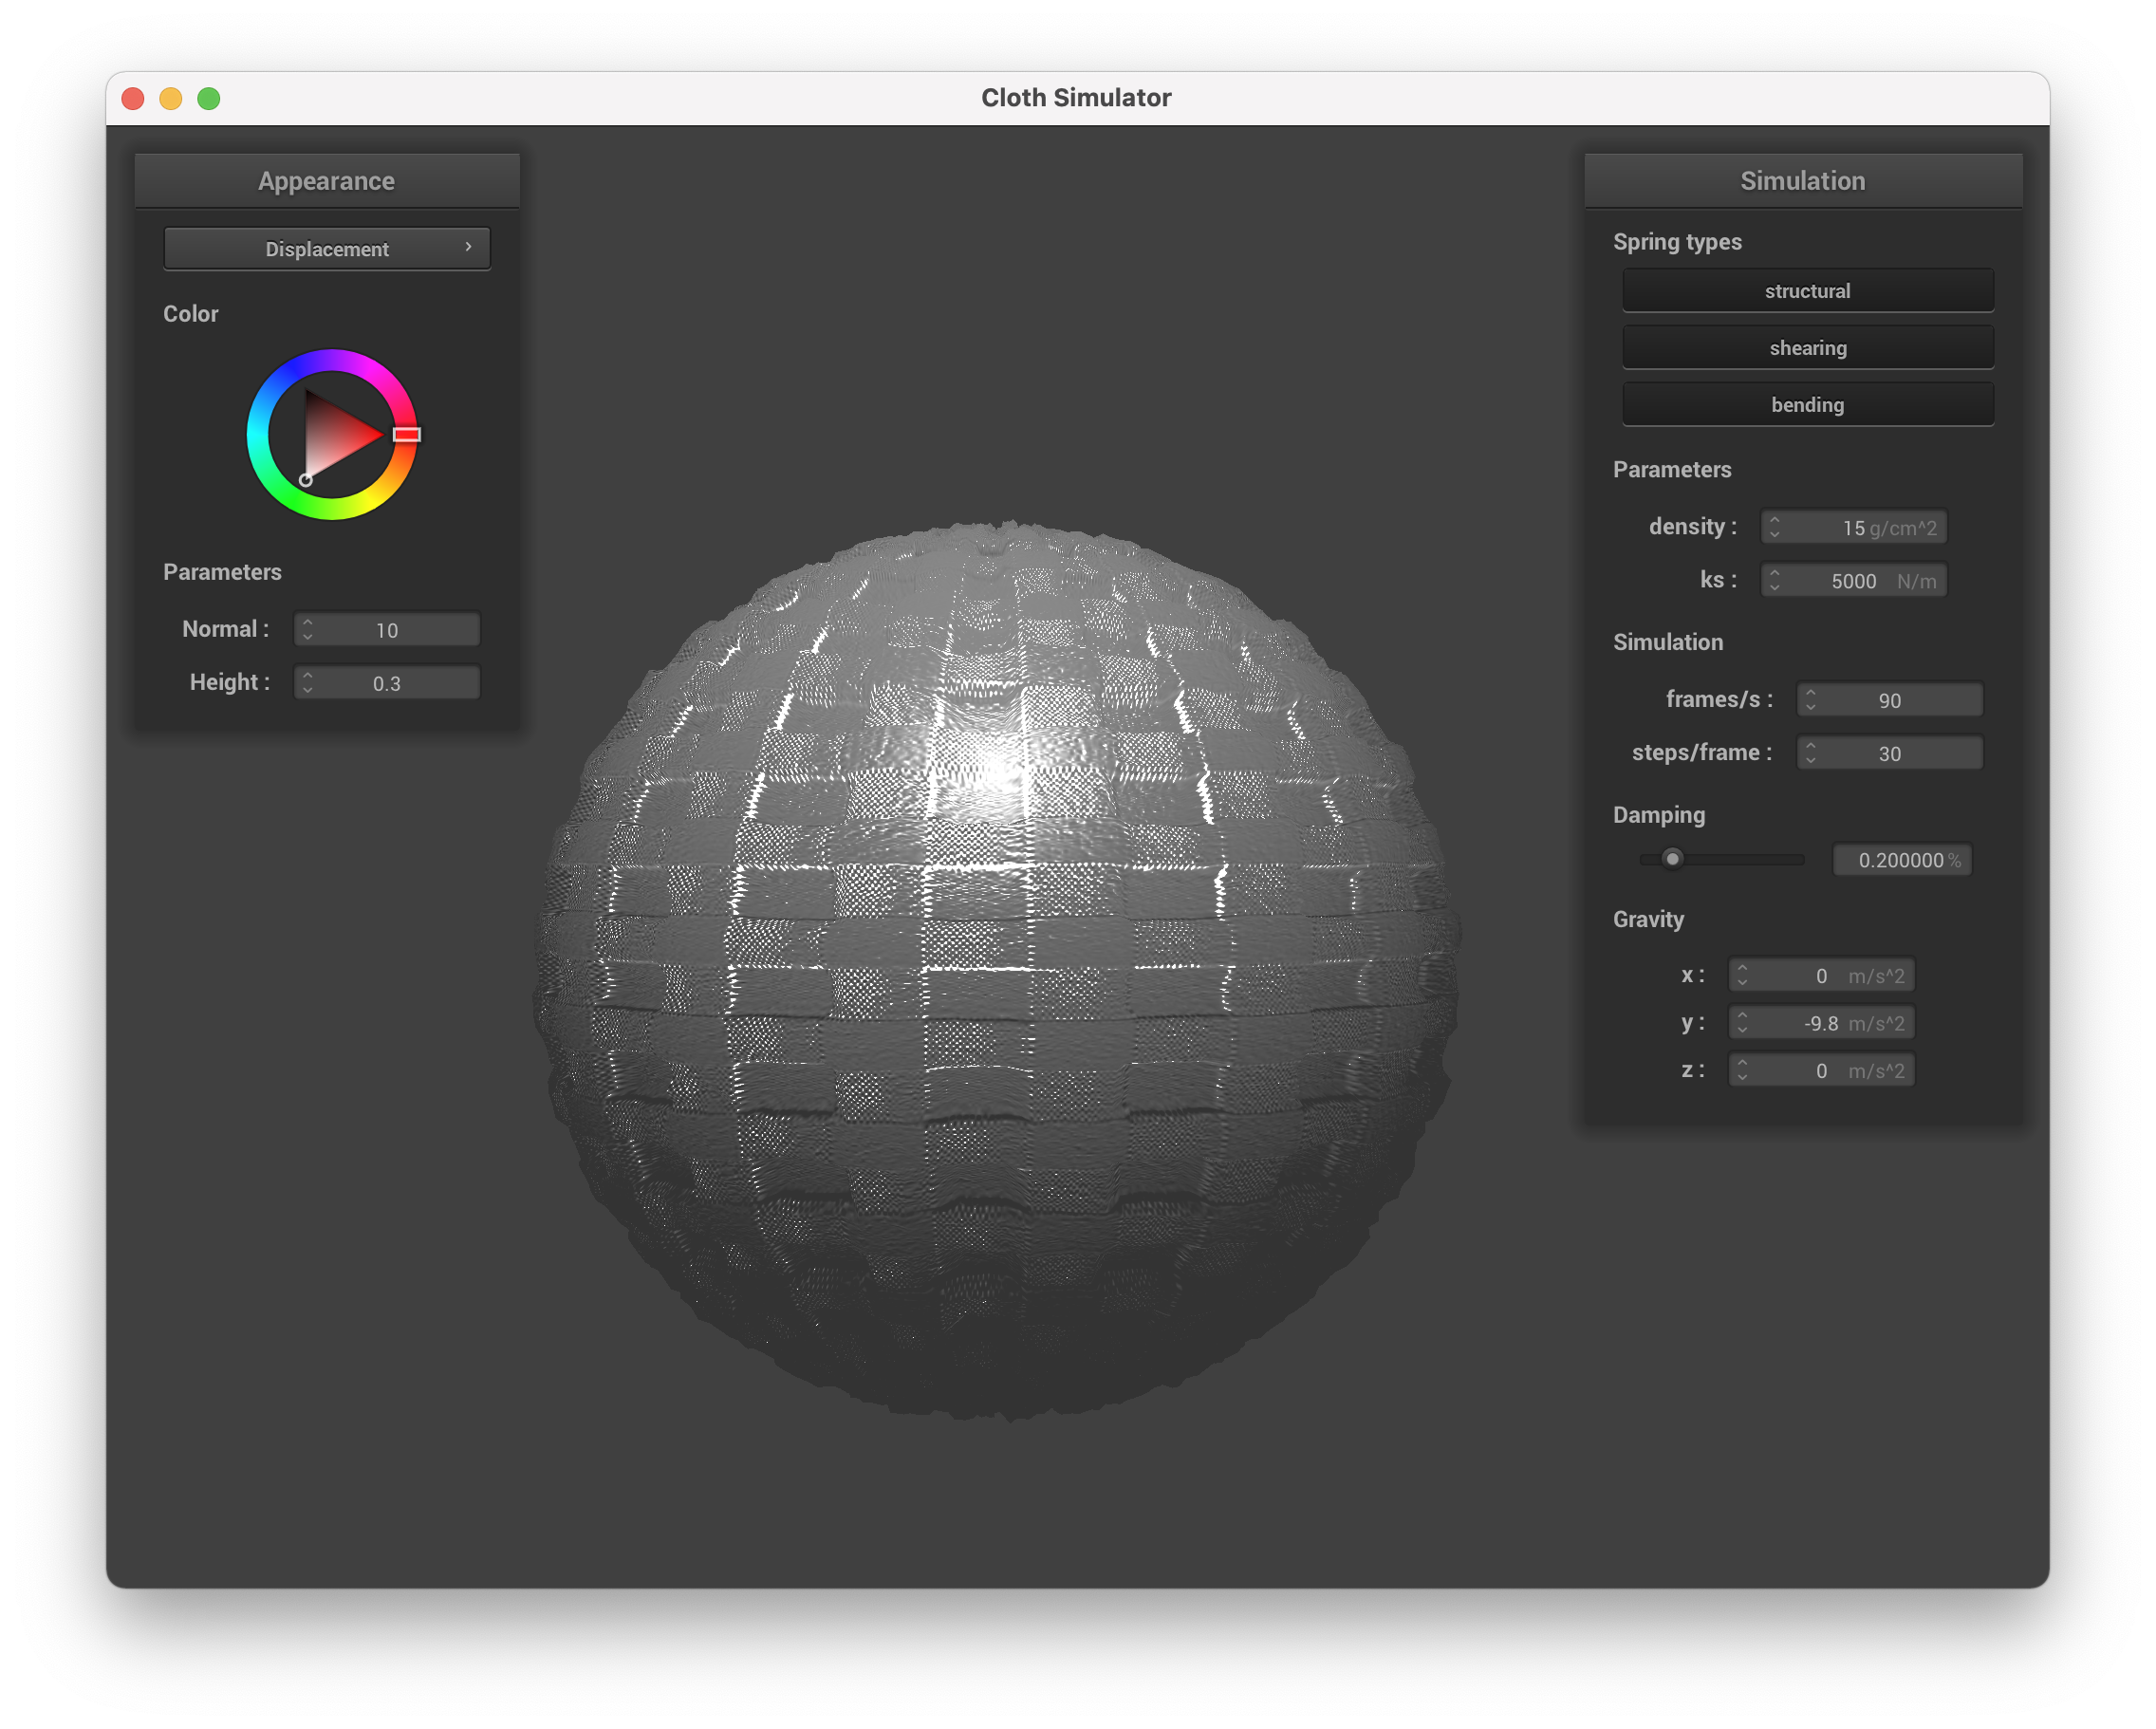 Cloth Simulator
Appearance
Displacement
Color
Parameters
Normal : 10
Height : 0.3
Simulation
Spring types
structural
shearing
bending
Parameters
density : 15 g/cm^2
ks : 5000 N/m
Simulation
frames/s : 90
steps/frame : 30
Damping
0.200000 %
Gravity
x : 0 m/s^2
y : -9.8 m/s^2
z : 0 m/s^2